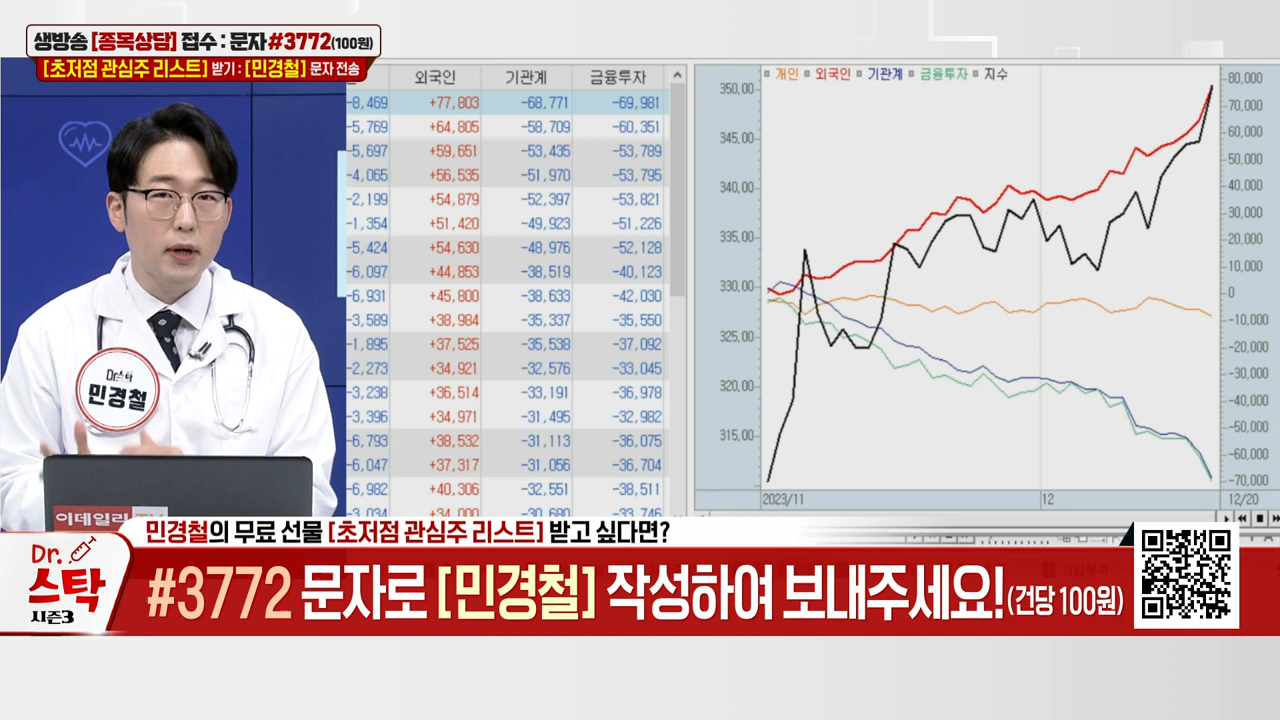 생방송 [종목상담] 접수 : 문자#3772(100원)
[초저점 관심주 리스트] 받기 : [민경철] 문자 전송
외국인 기관계 금융투자
-8,469 +77,803 -68,771 -69,981
-5,769 +64,805 -58,709 -60,351
-5,697 +59,651 -53,435 -53,789
-4,065 +56,535 -51,970 -53,795
-2,199 +54,879 -52,397 -53,821
-1,354 +51,420 -49,923 -51,226
-5,424 +54,630 -48,976 -52,128
-6,097 +44,853 -38,519 -40,123
-6,931 +45,800 -38,633 -42,030
-3,589 +38,984 -35,337 -35,550
-1,895 +37,525 -35,538 -37,092
-2,273 +34,921 -32,576 -33,045
-3,238 +36,514 -33,191 -36,978
-3,396 +34,971 -31,495 -32,982
-6,793 +38,532 -31,113 -36,075
-6,047 +37,317 -31,056 -36,704
-6,982 +40,306 -32,551 -38,511
-3,034 +34,000 -30,680 -33,746
개인 외국인 기관계 금융투자 지수
350.00
345.00
340.00
335.00
330.00
325.00
320.00
315.00
80,000
70,000
60,000
50,000
40,000
30,000
20,000
10,000
0
-10,000
-20,000
-30,000
-40,000
-50,000
-60,000
-70,000
2023/11 12 12/20
Dr.스탁
민경철
이데일리 TV
민경철의 무료 선물 [초저점 관심주 리스트] 받고 싶다면?
Dr.
스탁
시즌3
#3772 문자로 [민경철] 작성하여 보내주세요!(건당 100원)